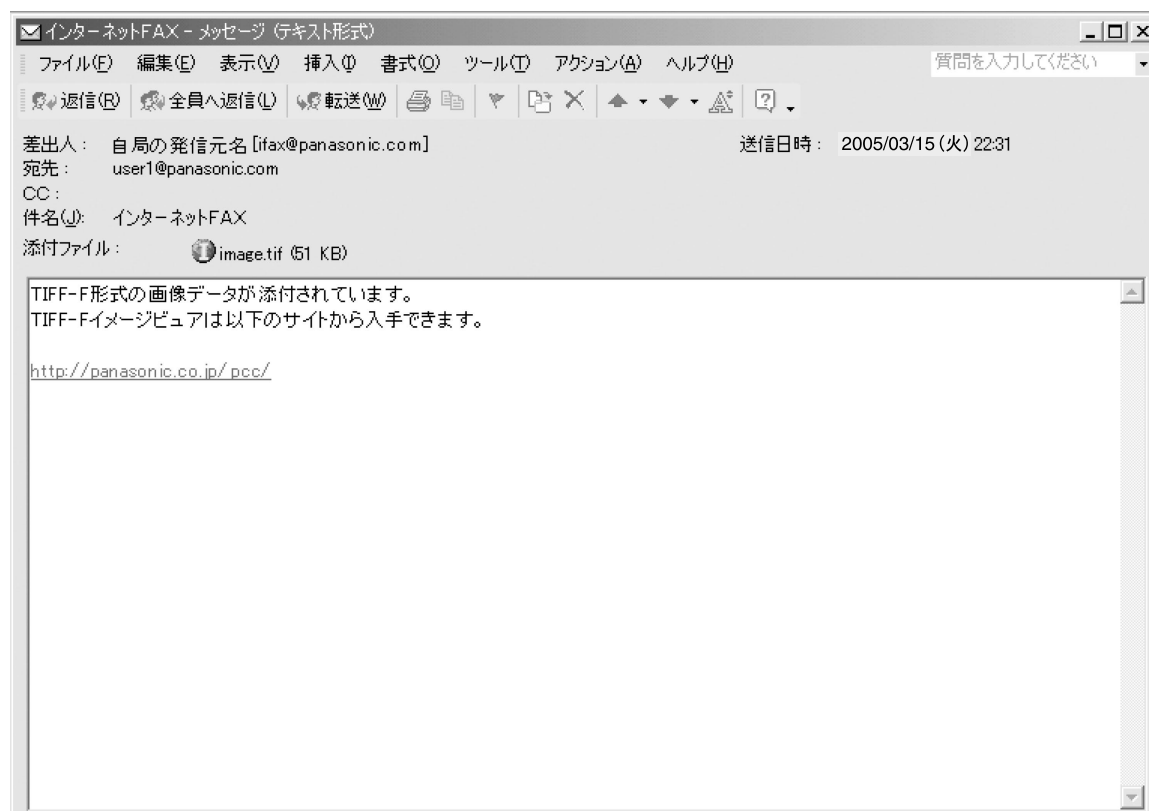 インターネットFAX - メッセージ (テキスト形式)
ファイル(F) 編集(E) 表示(V) 挿入(I) 書式(O) ツール(T) アクション(A) ヘルプ(H) 質問を入力してください
返信(R) 全員へ返信(L) 転送(W)
差出人： 自局の発信元名 [ifax@panasonic.com] 送信日時： 2005/03/15 (火) 22:31
宛先： user1@panasonic.com
CC：
件名(J): インターネットFAX
添付ファイル： image.tif (51 KB)
TIFF-F形式の画像データが添付されています。
TIFF-Fイメージビュアは以下のサイトから入手できます。
http://panasonic.co.jp/pcc/